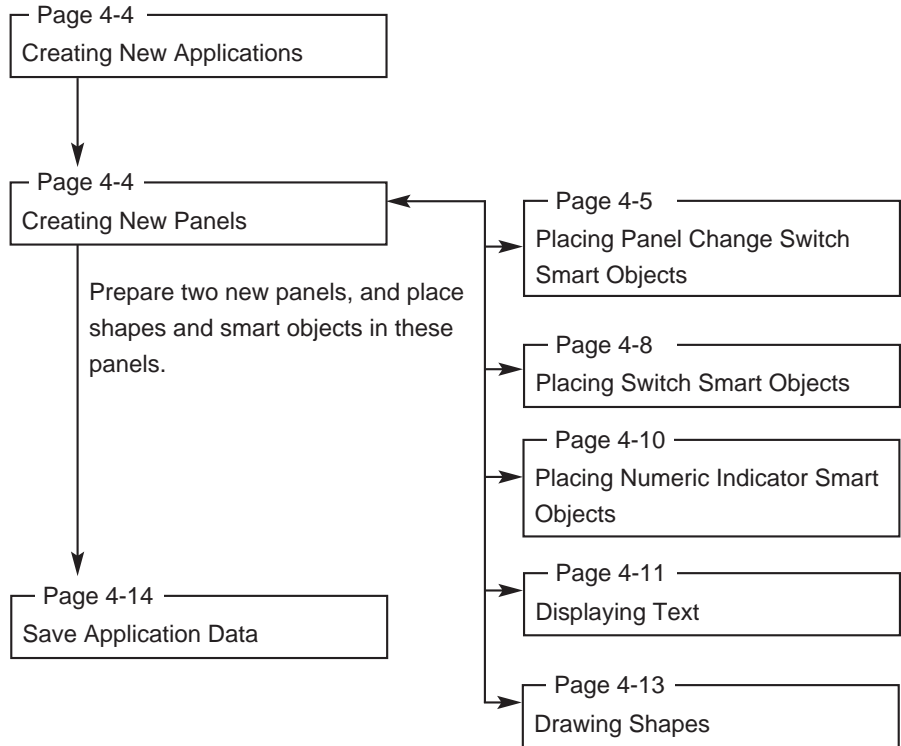 Page 4-4
Creating New Applications
Page 4-4
Creating New Panels
Prepare two new panels, and place
shapes and smart objects in these
panels.
Page 4-14
Save Application Data
Page 4-5
Placing Panel Change Switch
Smart Objects
Page 4-8
Placing Switch Smart Objects
Page 4-10
Placing Numeric Indicator Smart
Objects
Page 4-11
Displaying Text
Page 4-13
Drawing Shapes